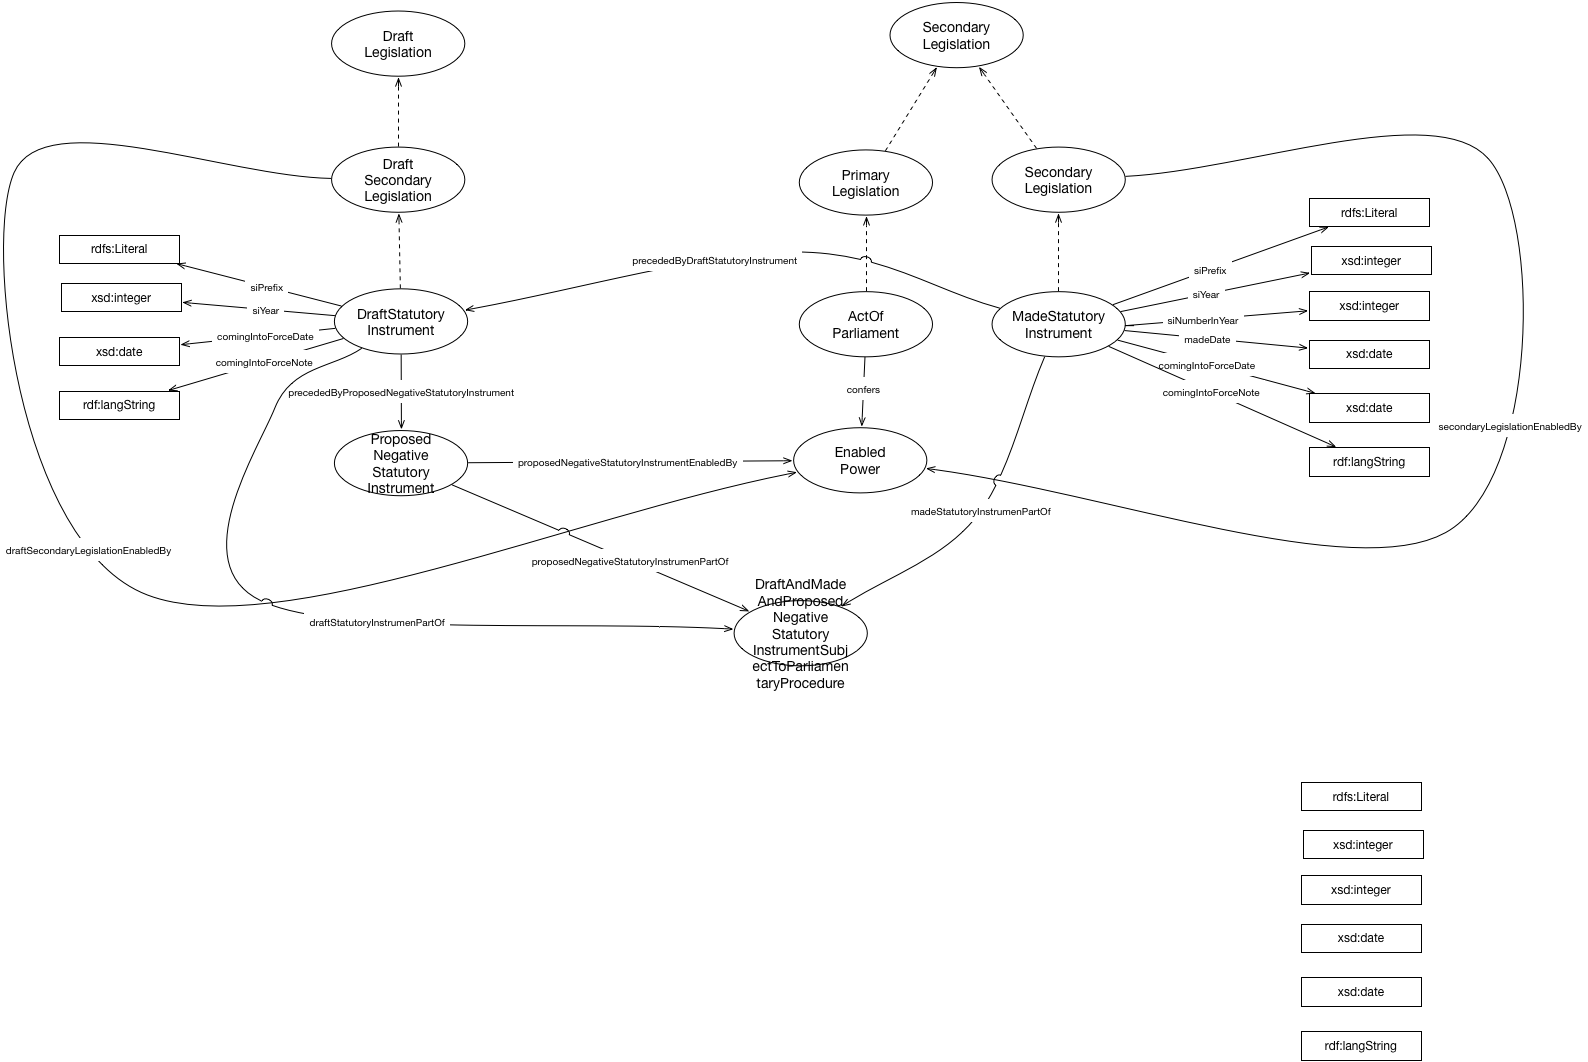 Draft
Legislation
Secondary
Legislation
Draft
Secondary
Legislation
Primary
Legislation
Secondary
Legislation
rdfs:Literal
xsd:integer
xsd:date
rdf:langString
siPrefix
siYear
comingIntoForceDate
comingIntoForceNote
DraftStatutory
Instrument
precededByDraftStatutoryInstrument
ActOf
Parliament
MadeStatutory
Instrument
siPrefix
siYear
siNumberInYear
madeDate
comingIntoForceDate
comingIntoForceNote
rdfs:Literal
xsd:integer
xsd:integer
xsd:date
xsd:date
rdf:langString
precededByProposedNegativeStatutoryInstrument
confers
secondaryLegislationEnabledBy
Proposed
Negative
Statutory
Instrument
proposedNegativeStatutoryInstrumentEnabledBy
Enabled
Power
madeStatutoryInstrumenPartOf
draftSecondaryLegislationEnabledBy
proposedNegativeStatutoryInstrumenPartOf
draftStatutoryInstrumenPartOf
DraftAndMade
AndProposed
Negative
Statutory
InstrumentSubj
ectToParliamen
taryProcedure
rdfs:Literal
xsd:integer
xsd:integer
xsd:date
xsd:date
rdf:langString